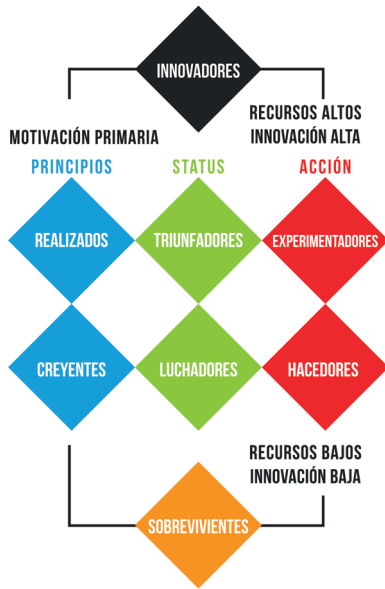 INNOVADORES
RECURSOS ALTOS
INNOVACIÓN ALTA
MOTIVACIÓN PRIMARIA
PRINCIPIOS
STATUS
ACCIÓN
REALIZADOS
TRIUNFADORES
EXPERIMENTADORES
CREYENTES
LUCHADORES
HACEDORES
RECURSOS BAJOS
INNOVACIÓN BAJA
SOBREVIVIENTES